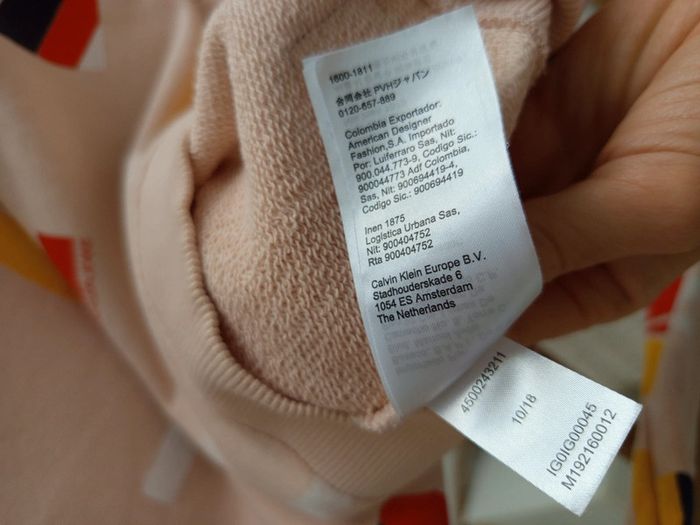 1600-1811
合同会社 PVHジャパン
0120-657-889
Colombia Exportador:
American Designer
Fashion,S.A. Importado
Por: Luiferraro Sas, Nit:
900.044.773-9, Codigo Sic.:
900044773 Adf Colombia,
Sas, Nit: 900694419-4,
Codigo Sic.: 900694419
Inen 1875
Logistica Urbana Sas,
Nit: 900404752
Rta 900404752
Calvin Klein Europe B.V.
Stadhouderskade 6
1054 ES Amsterdam
The Netherlands
4500243211
10/18
IG0IG00045
M192160012